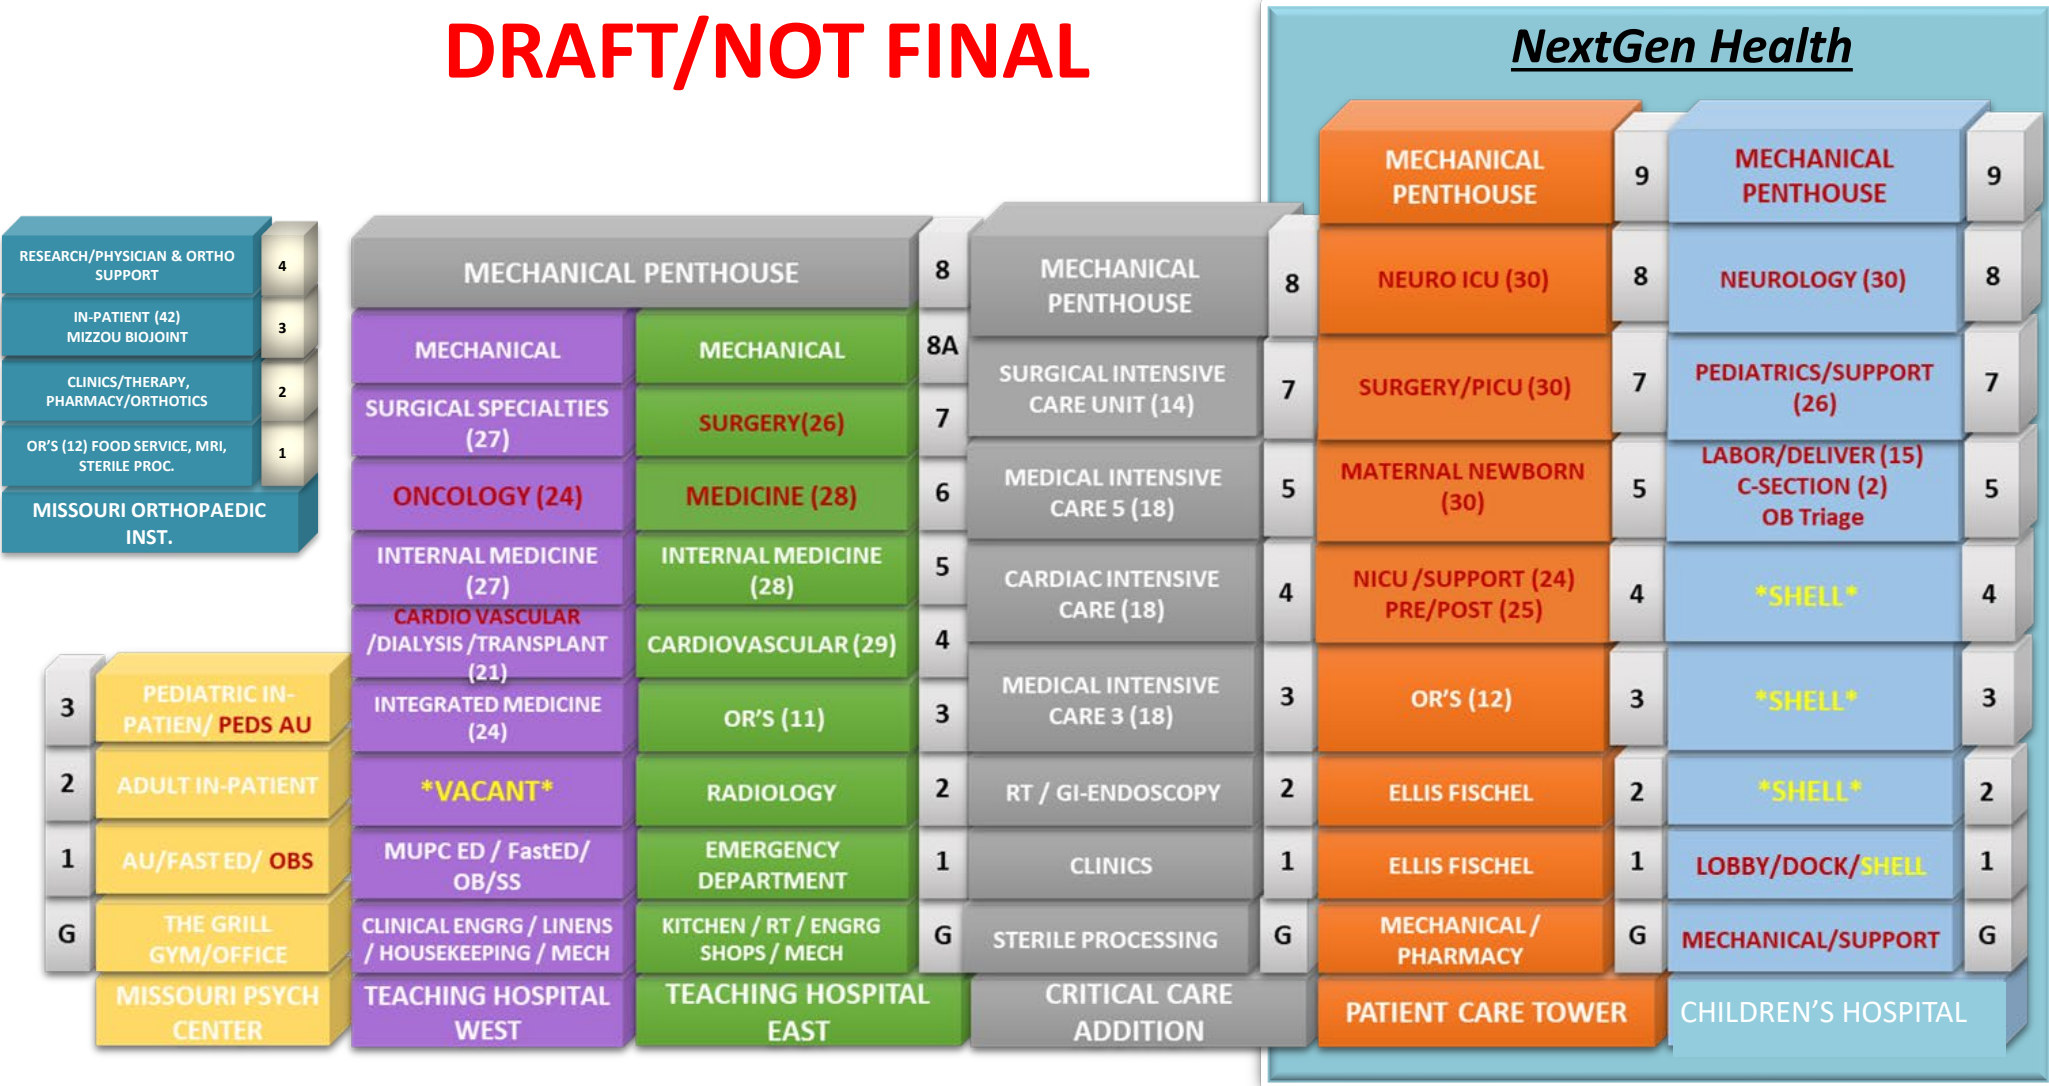 DRAFT/NOT FINAL
NextGen Health
RESEARCH/PHYSICIAN & ORTHO
SUPPORT
4
IN-PATIENT (42)
MIZZOU BIOJOINT
3
CLINICS/THERAPY,
PHARMACY/ORTHOTICS
2
OR'S (12) FOOD SERVICE, MRI,
STERILE PROC.
1
MISSOURI ORTHOPAEDIC
INST.
3
PEDIATRIC IN-
PATIEN/ PEDS AU
2
ADULT IN-PATIENT
1
AU/FAST ED/ OBS
G
THE GRILL
GYM/OFFICE
MISSOURI PSYCH
CENTER
MECHANICAL PENTHOUSE
8
MECHANICAL
MECHANICAL
8A
SURGICAL SPECIALTIES
(27)
SURGERY(26)
7
ONCOLOGY (24)
MEDICINE (28)
6
INTERNAL MEDICINE
(27)
INTERNAL MEDICINE
(28)
5
CARDIO VASCULAR
/DIALYSIS /TRANSPLANT
(21)
CARDIOVASCULAR (29)
4
INTEGRATED MEDICINE
(24)
OR'S (11)
3
*VACANT*
RADIOLOGY
2
MUPC ED / FastED/
OB/SS
EMERGENCY
DEPARTMENT
1
CLINICAL ENGRG / LINENS
/ HOUSEKEEPING / MECH
KITCHEN / RT / ENGRG
SHOPS / MECH
G
TEACHING HOSPITAL
WEST
TEACHING HOSPITAL
EAST
MECHANICAL
PENTHOUSE
8
SURGICAL INTENSIVE
CARE UNIT (14)
7
MEDICAL INTENSIVE
CARE 5 (18)
5
CARDIAC INTENSIVE
CARE (18)
4
MEDICAL INTENSIVE
CARE 3 (18)
3
RT / GI-ENDOSCOPY
2
CLINICS
1
STERILE PROCESSING
G
CRITICAL CARE
ADDITION
MECHANICAL
PENTHOUSE
9
NEURO ICU (30)
8
SURGERY/PICU (30)
7
MATERNAL NEWBORN
(30)
5
NICU /SUPPORT (24)
PRE/POST (25)
4
OR'S (12)
3
ELLIS FISCHEL
2
ELLIS FISCHEL
1
MECHANICAL/
PHARMACY
G
PATIENT CARE TOWER
MECHANICAL
PENTHOUSE
9
NEUROLOGY (30)
8
PEDIATRICS/SUPPORT
(26)
7
LABOR/DELIVER (15)
C-SECTION (2)
OB Triage
5
*SHELL*
4
*SHELL*
3
*SHELL*
2
LOBBY/DOCK/SHELL
1
MECHANICAL/SUPPORT
G
CHILDREN'S HOSPITAL